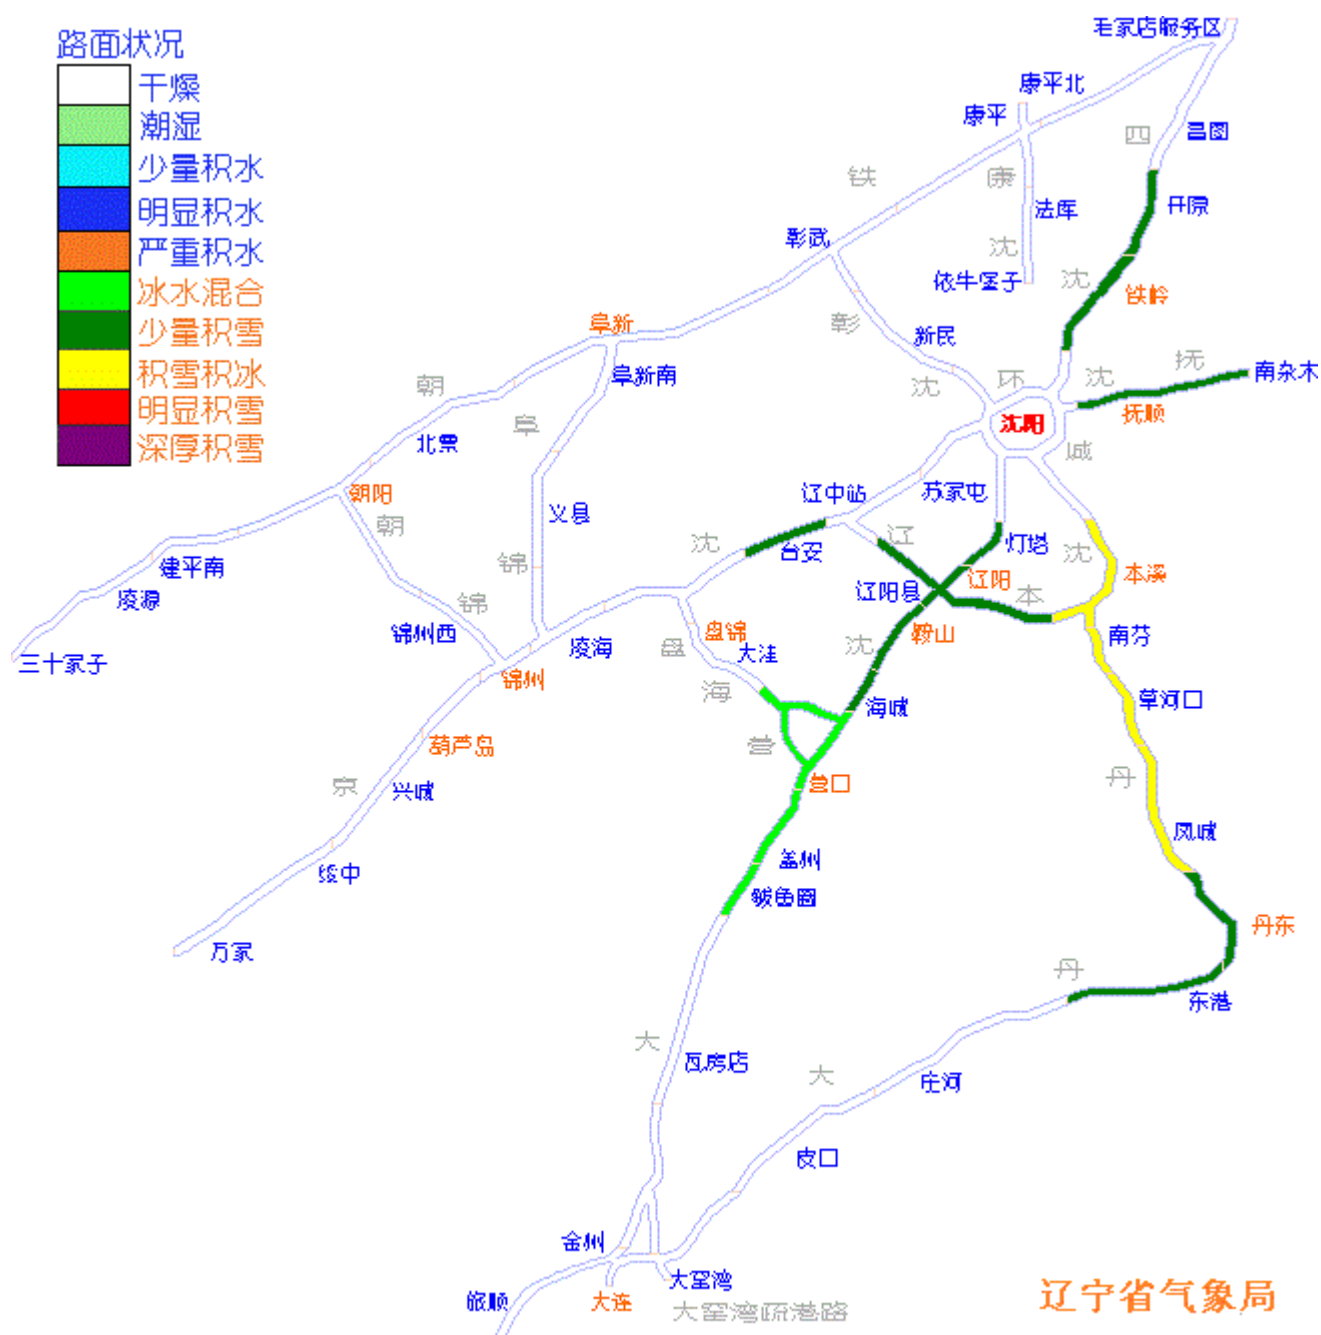 路面状况
干燥
潮湿
少量积水
明显积水
严重积水
冰水混合
少量积雪
积雪积冰
明显积雪
深厚积雪
毛家店服务区
康平北
康平
四
昌图
铁
康
法库
开原
彰武
沈
依牛堡子
沈
铁岭
彰
新民
阜新
阜新南
朝
沈
环
沈
抚
南杂木
抚顺
阜
沈阳
城
北票
朝阳
朝
义县
辽中站
苏家屯
沈
台安
辽
灯塔
沈
本溪
锦
建平南
凌源
辽阳县
辽阳
本
锦
锦州西
凌海
盘锦
盘
大洼
沈
鞍山
南芬
三十家子
锦州
海
海城
草河口
葫芦岛
营
营口
京
兴城
丹
凤城
绥中
盖州
鲅鱼圈
万家
丹东
丹
东港
大
瓦房店
大
庄河
皮口
金州
大窑湾
旅顺
大连
大窑湾疏港路
辽宁省气象局